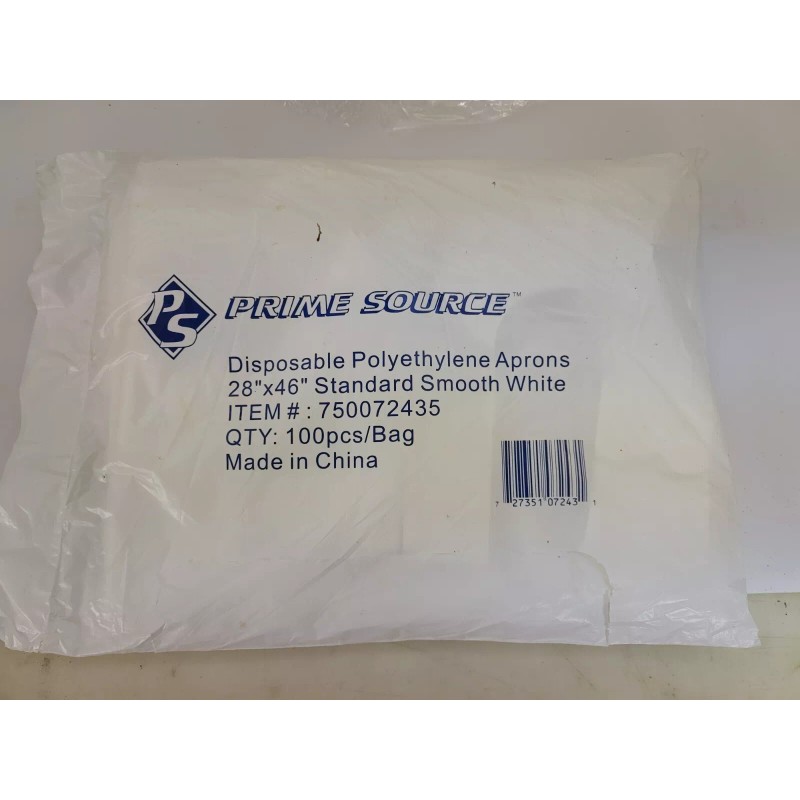 PS PRIME SOURCE™
Disposable Polyethylene Aprons
28"x46" Standard Smooth White
ITEM # : 750072435
QTY: 100pcs/Bag
Made in China
7 27351 07243 1